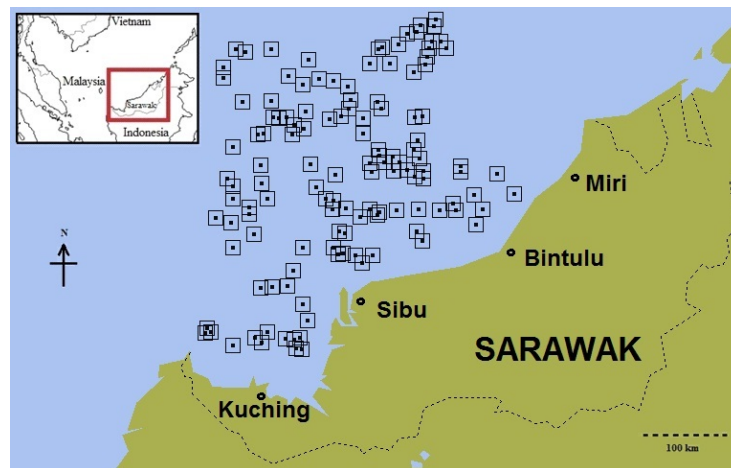 Vietnam
Malaysia
Sarawak
Indonesia
N
Miri
Bintulu
Sibu
SARAWAK
Kuching
100 km